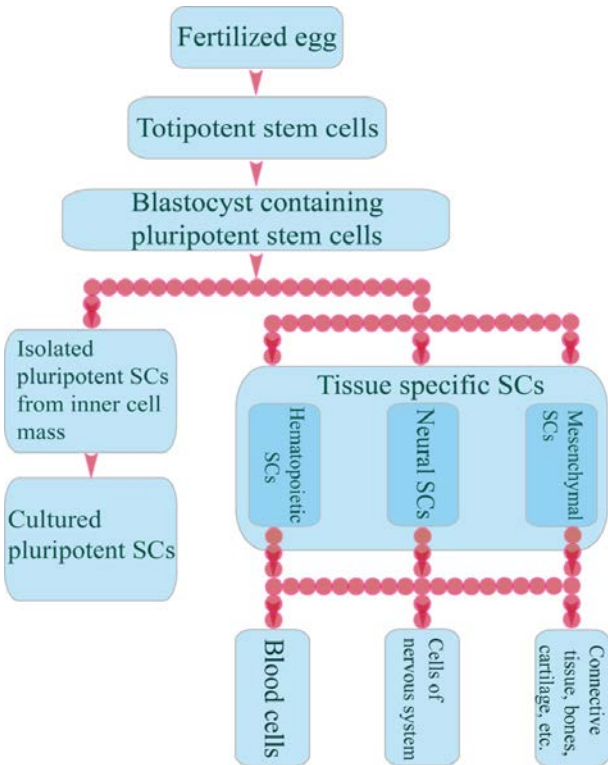 Fertilized egg
Totipotent stem cells
Blastocyst containing
pluripotent stem cells
Isolated
pluripotent SCs
from inner cell
mass
Cultured
pluripotent SCs
Tissue specific SCs
Hematopoietic
SCs
Neural SCs
Mesenchymal
SCs
Blood cells
Cells of
nervous system
Connective
tissue, bones,
cartilage, etc.